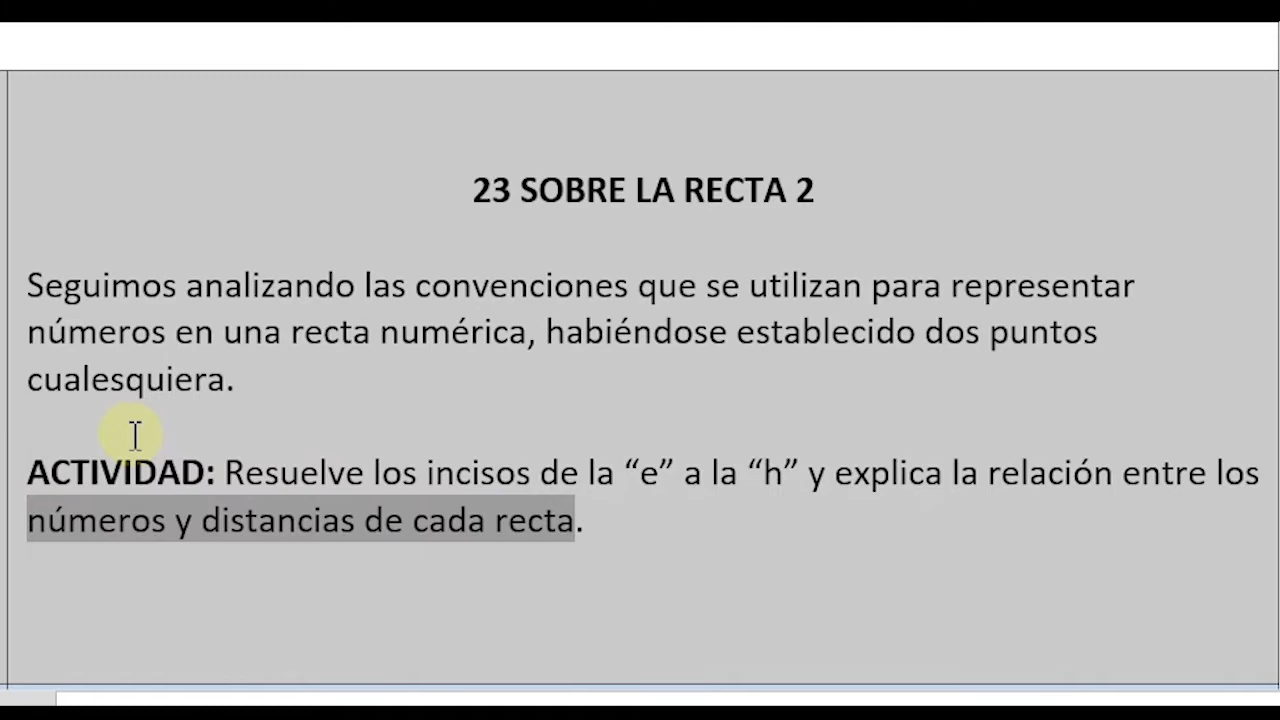 23 SOBRE LA RECTA 2
Seguimos analizando las convenciones que se utilizan para representar
números en una recta numérica, habiéndose establecido dos puntos
cualesquiera.
ACTIVIDAD: Resuelve los incisos de la “e” a la “h” y explica la relación entre los
números y distancias de cada recta.